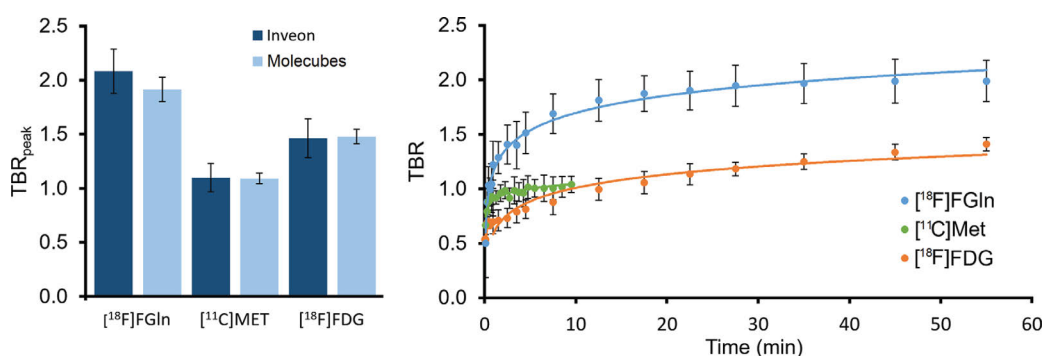 2.5
2.0
1.5
1.0
0.5
0.0
TBRpeak
Inveon
Molecubes
[¹⁸F]FGln
[¹¹C]MET
[¹⁸F]FDG
2.5
2.0
1.5
1.0
0.5
0.0
TBR
0
10
20
30
40
50
60
Time (min)
[¹⁸F]FGln
[¹¹C]Met
[¹⁸F]FDG